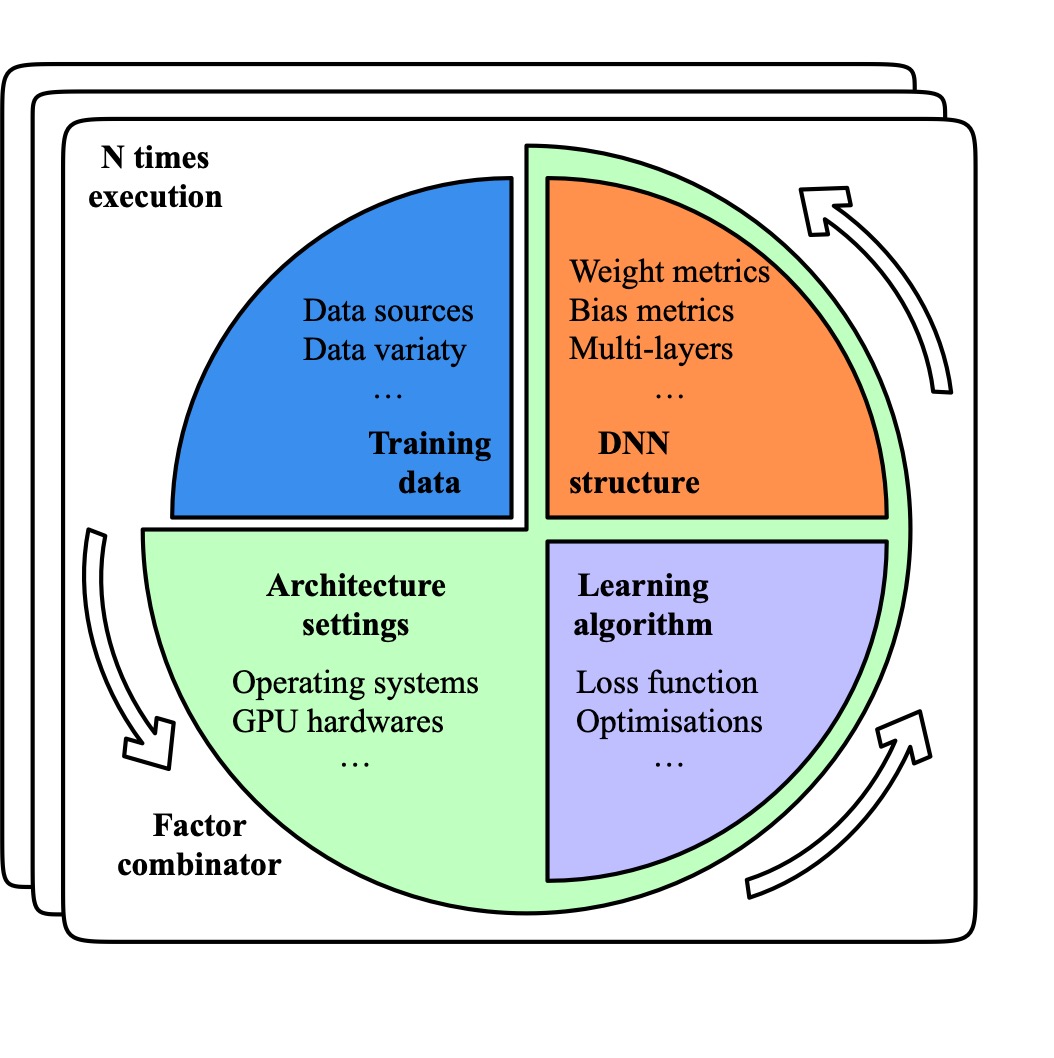 N times
execution
Data sources
Data variaty
…
Training
data
Weight metrics
Bias metrics
Multi-layers
…
DNN
structure
Architecture
settings
Operating systems
GPU hardwares
…
Learning
algorithm
Loss function
Optimisations
…
Factor
combinator